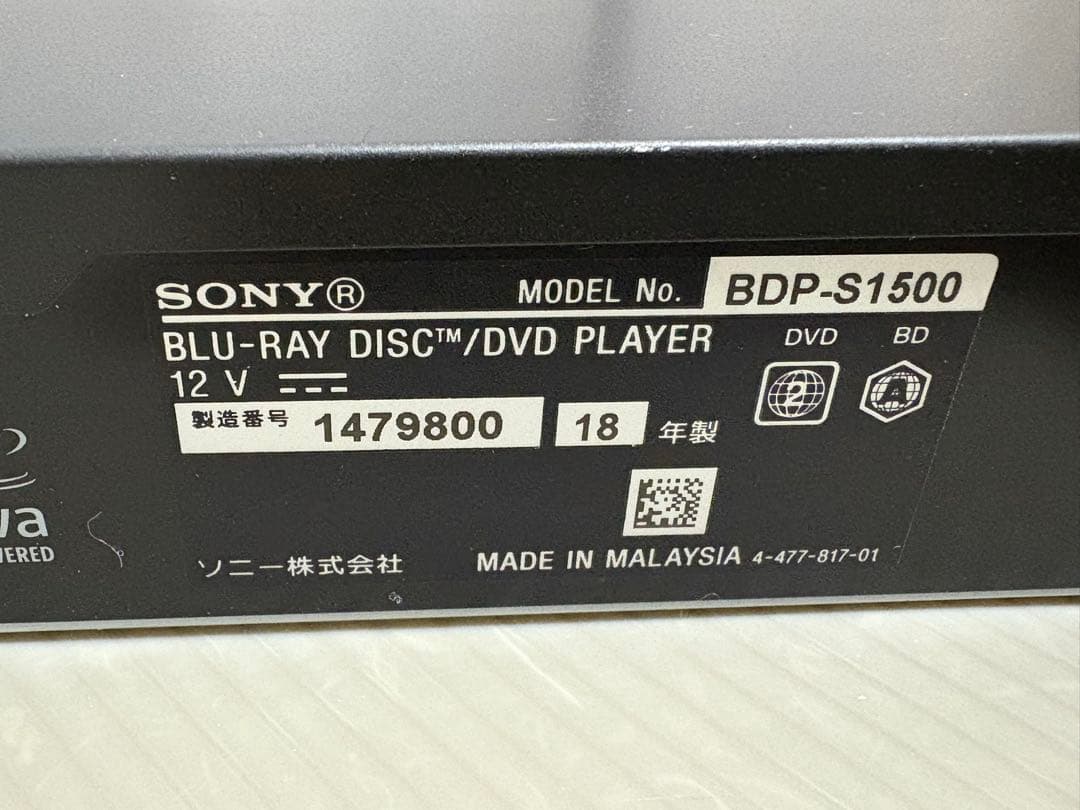 SONY® MODEL No. BDP-S1500
BLU-RAY DISC™/DVD PLAYER DVD BD
12 V ⎓ 2 A
製造番号 1479800 18 年製
VERED
ソニー株式会社 MADE IN MALAYSIA 4-477-817-01